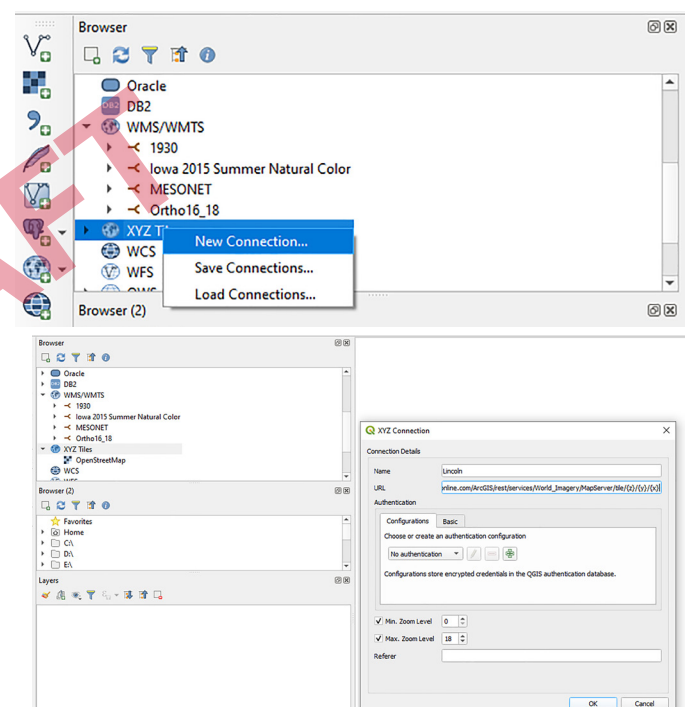 Browser
Oracle
DB2
WMS/WMTS
1930
Iowa 2015 Summer Natural Color
MESONET
Ortho16_18
XYZ Ti
New Connection...
WCS
Save Connections...
WFS
Load Connections...
Browser (2)
Browser
Oracle
DB2
WMS/WMTS
1930
Iowa 2015 Summer Natural Color
MESONET
Ortho16_18
XYZ Tiles
OpenStreetMap
WCS
Browser (2)
Favorites
Home
C:\
D:\
E:\
Layers
XYZ Connection
Connection Details
Name Lincoln
URL nline.com/ArcGIS/rest/services/World_Imagery/MapServer/tile/{z}/{y}/{x}
Authentication
Configurations Basic
Choose or create an authentication configuration
No authentication
Configurations store encrypted credentials in the QGIS authentication database.
Min. Zoom Level 0
Max. Zoom Level 18
Referer
OK Cancel